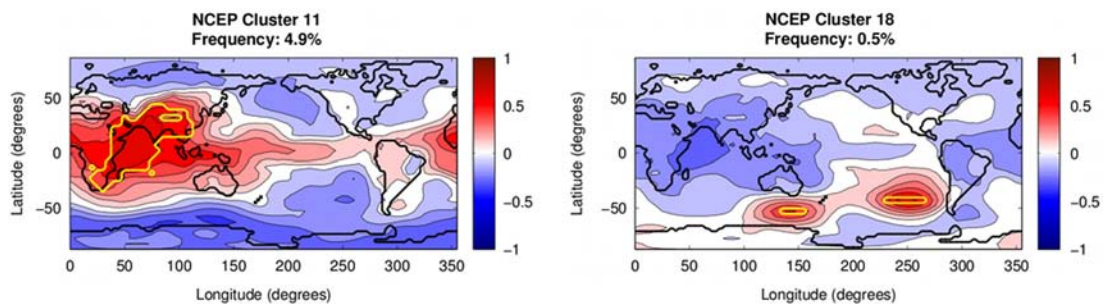 NCEP Cluster 11
Frequency: 4.9%
Latitude (degrees)
50
0
−50
0 50 100 150 200 250 300 350
Longitude (degrees)
1
0.5
0
−0.5
−1
NCEP Cluster 18
Frequency: 0.5%
Latitude (degrees)
50
0
−50
0 50 100 150 200 250 300 350
Longitude (degrees)
1
0.5
0
−0.5
−1